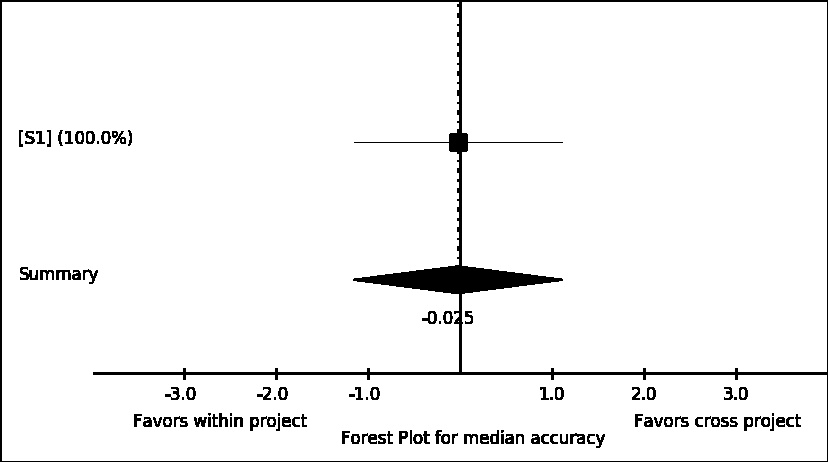 [S1] (100.0%)
Summary
-0.025
-3.0 -2.0 -1.0 1.0 2.0 3.0
Favors within project Favors cross project
Forest Plot for median accuracy